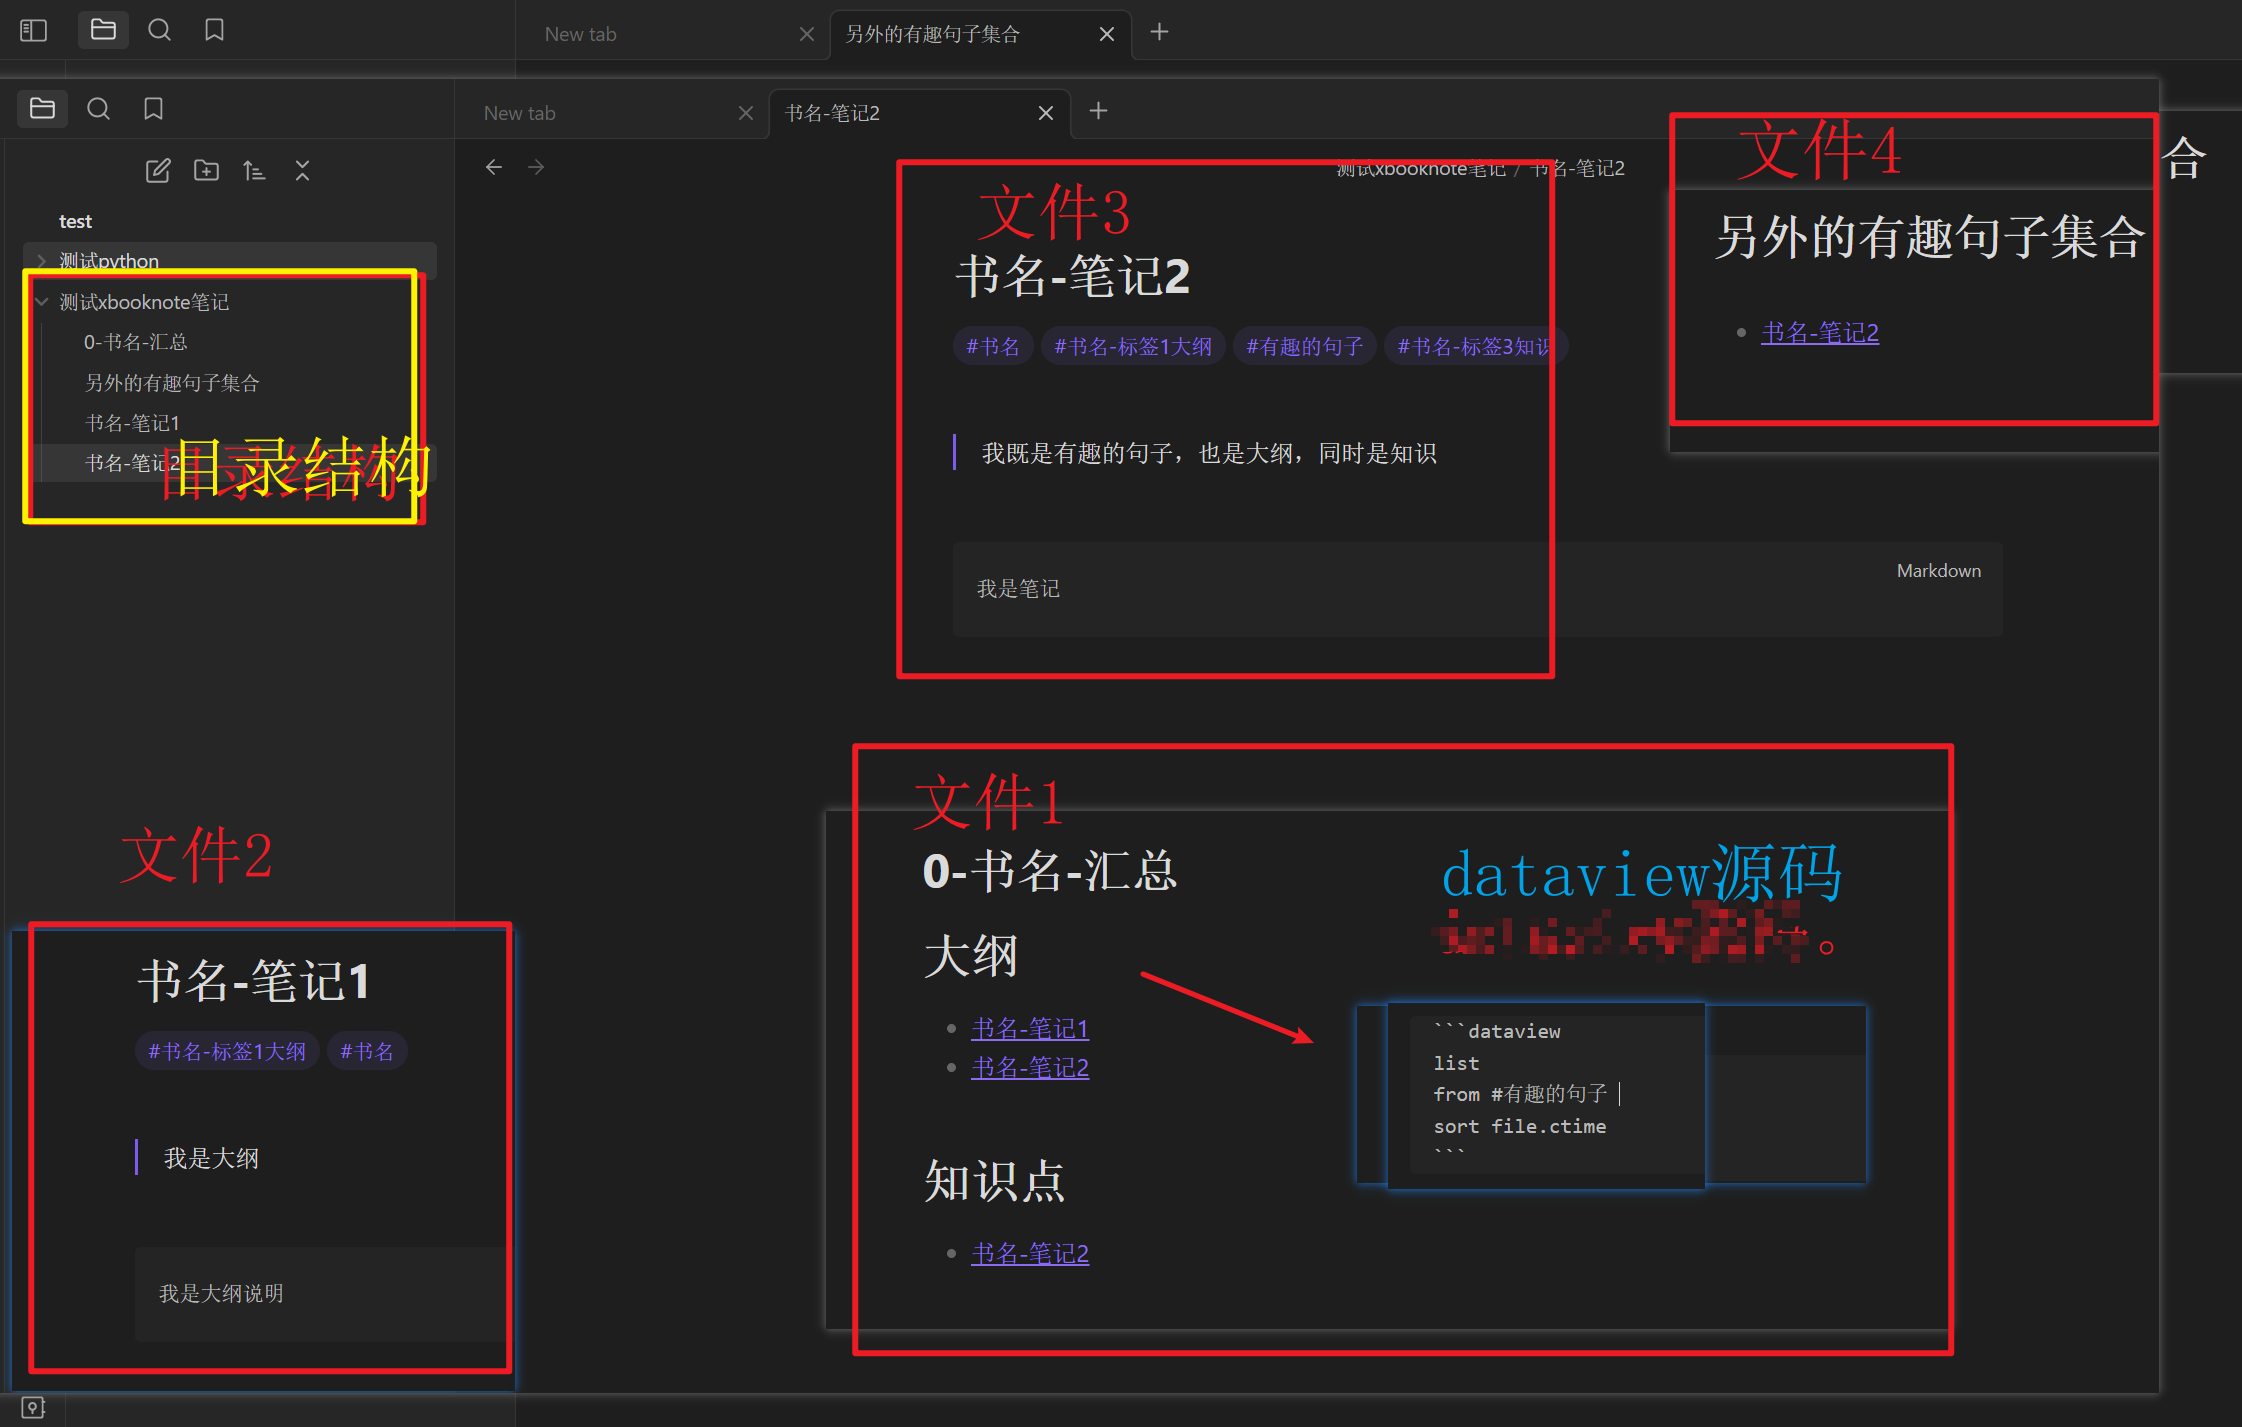 New tab
另外的有趣句子集合
New tab
书名-笔记2
合
test
测试python
测试xbooknote笔记
0-书名-汇总
另外的有趣句子集合
书名-笔记1
书名-笔记2
目录结构
目录结构
测试xbooknote笔记 / 书名-笔记2
文件3
书名-笔记2
#书名 #书名-标签1大纲 #有趣的句子 #书名-标签3知识
我既是有趣的句子，也是大纲，同时是知识
我是笔记
Markdown
文件4
另外的有趣句子集合
书名-笔记2
文件2
书名-笔记1
#书名-标签1大纲 #书名
我是大纲
我是大纲说明
文件1
0-书名-汇总
大纲
书名-笔记1
书名-笔记2
知识点
书名-笔记2
dataview源码
```dataview
list
from #有趣的句子
sort file.ctime
```